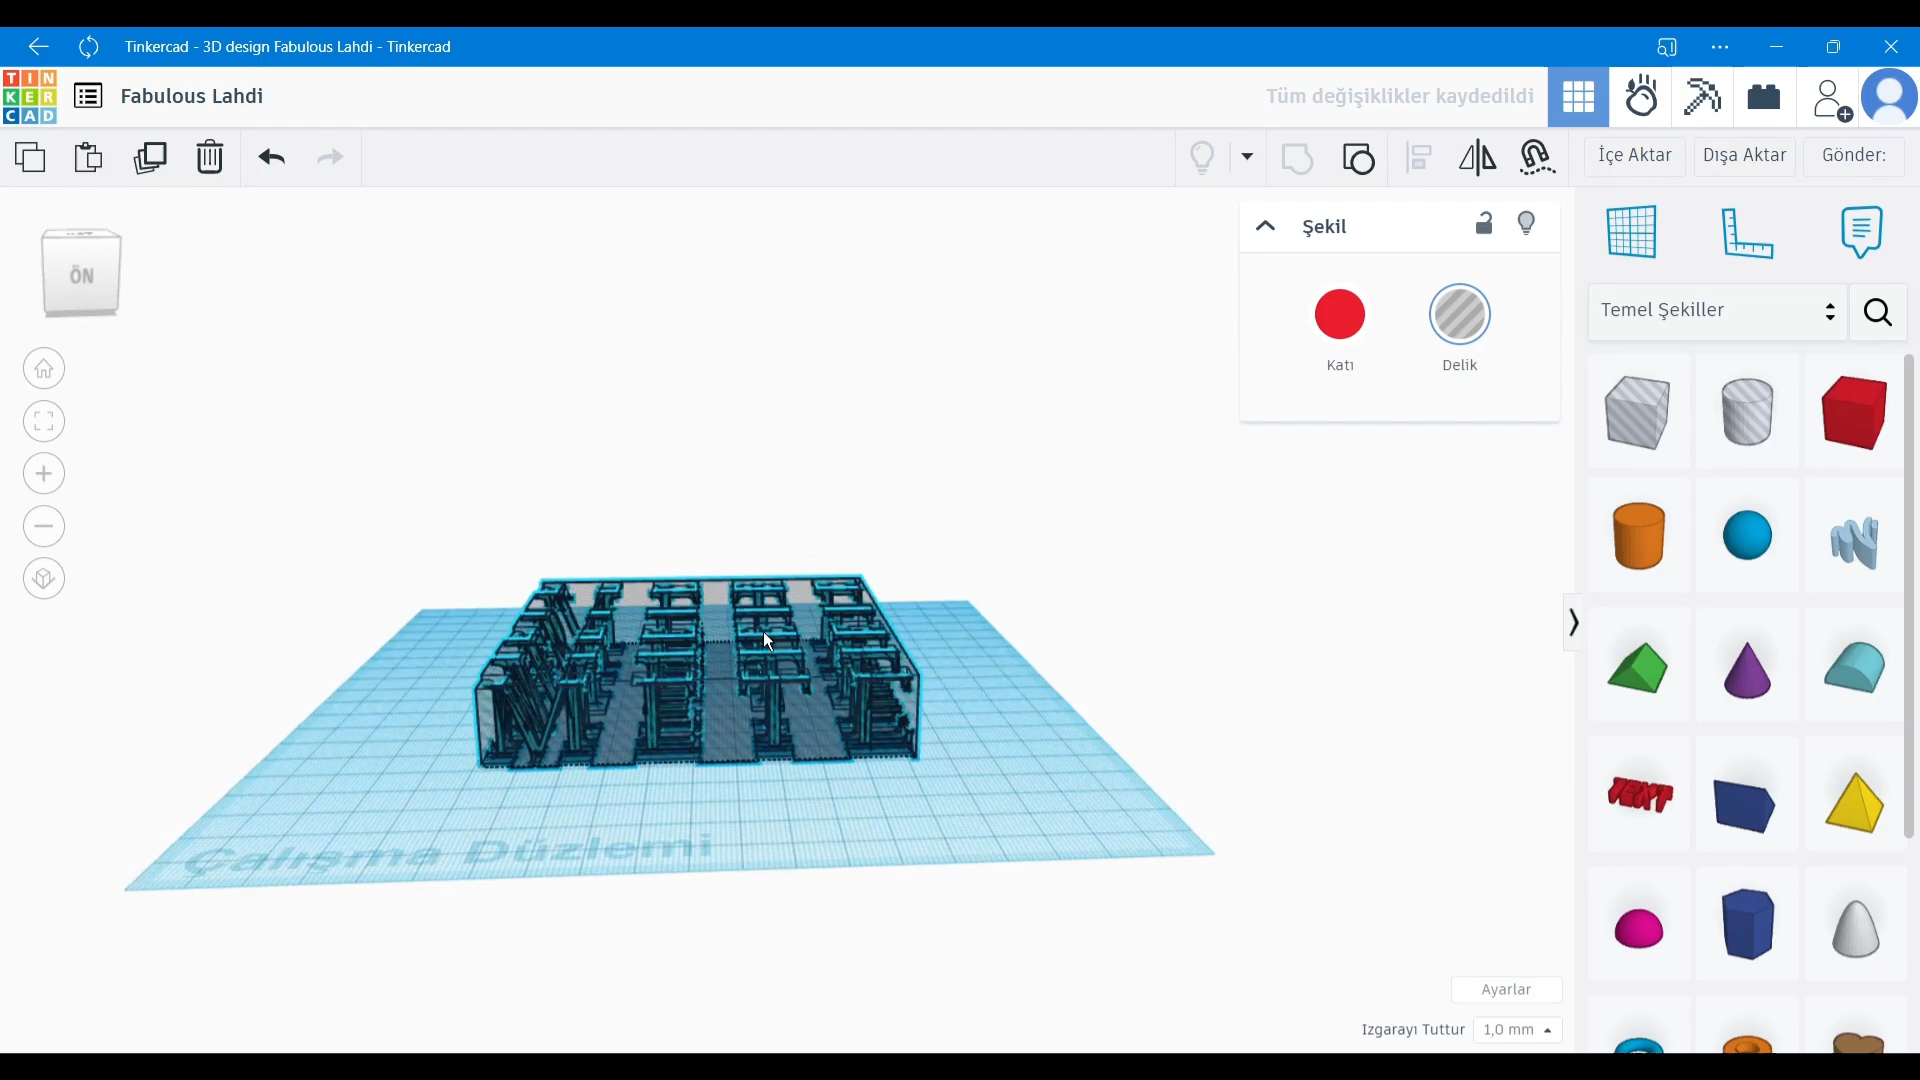 Tinkercad - 3D design Fabulous Lahdi - Tinkercad
TIN
KER
CAD
Fabulous Lahdi
Tüm değişiklikler kaydedildi
İçe Aktar
Dışa Aktar
Gönder:
ÖN
Şekil
Katı
Delik
Temel Şekiller
TEXT
Çalışma Düzlemi
Ayarlar
Izgarayı Tuttur
1,0 mm